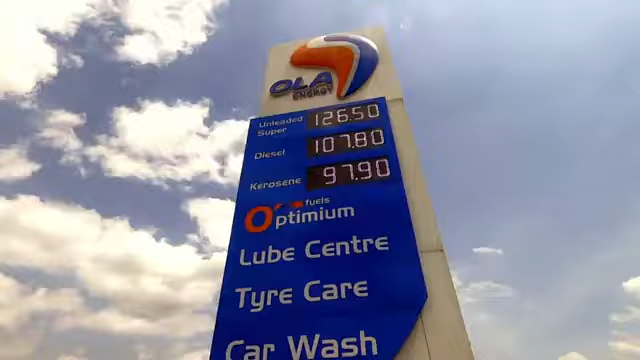 OLA
ENERGY
Unleaded 126.50
Super
Diesel 107.80
Kerosene 97.90
fuels
Optimium
Lube Centre
Tyre Care
Car Wash